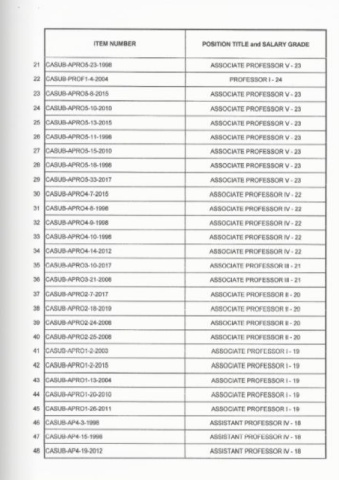 ITEM NUMBER POSITION TITLE and SALARY GRADE
21 CASUB-APRO5-23-1998 ASSOCIATE PROFESSOR V - 23
22 CASUB-PROF1-4-2004 PROFESSOR I - 24
23 CASUB-APRO5-6-2015 ASSOCIATE PROFESSOR V - 23
24 CASUB-APRO5-10-2010 ASSOCIATE PROFESSOR V - 23
25 CASUB-APRO5-13-2015 ASSOCIATE PROFESSOR V - 23
26 CASUB-APRO5-11-1998 ASSOCIATE PROFESSOR V - 23
27 CASUB-APRO5-15-2010 ASSOCIATE PROFESSOR V - 23
28 CASUB-APRO5-16-1998 ASSOCIATE PROFESSOR V - 23
29 CASUB-APRO5-33-2017 ASSOCIATE PROFESSOR V - 23
30 CASUB-APRO4-7-2015 ASSOCIATE PROFESSOR IV - 22
31 CASUB-APRO4-6-1998 ASSOCIATE PROFESSOR IV - 22
32 CASUB-APRO4-9-1998 ASSOCIATE PROFESSOR IV - 22
33 CASUB-APRO4-10-1998 ASSOCIATE PROFESSOR IV - 22
34 CASUB-APRO4-14-2012 ASSOCIATE PROFESSOR IV - 22
35 CASUB-APRO3-10-2017 ASSOCIATE PROFESSOR III - 21
36 CASUB-APRO3-21-2008 ASSOCIATE PROFESSOR III - 21
37 CASUB-APRO2-7-2017 ASSOCIATE PROFESSOR II - 20
38 CASUB-APRO2-18-2019 ASSOCIATE PROFESSOR II - 20
39 CASUB-APRO2-24-2008 ASSOCIATE PROFESSOR II - 20
40 CASUB-APRO2-25-2008 ASSOCIATE PROFESSOR II - 20
41 CASUB-APRO1-2-2003 ASSOCIATE PROFESSOR I - 19
42 CASUB-APRO1-2-2015 ASSOCIATE PROFESSOR I - 19
43 CASUB-APRO1-13-2004 ASSOCIATE PROFESSOR I - 19
44 CASUB-APRO1-20-2010 ASSOCIATE PROFESSOR I - 19
45 CASUB-APRO1-26-2011 ASSOCIATE PROFESSOR I - 19
46 CASUB-AP4-3-1998 ASSISTANT PROFESSOR IV - 18
47 CASUB-AP4-15-1998 ASSISTANT PROFESSOR IV - 18
48 CASUB-AP4-19-2012 ASSISTANT PROFESSOR IV - 18